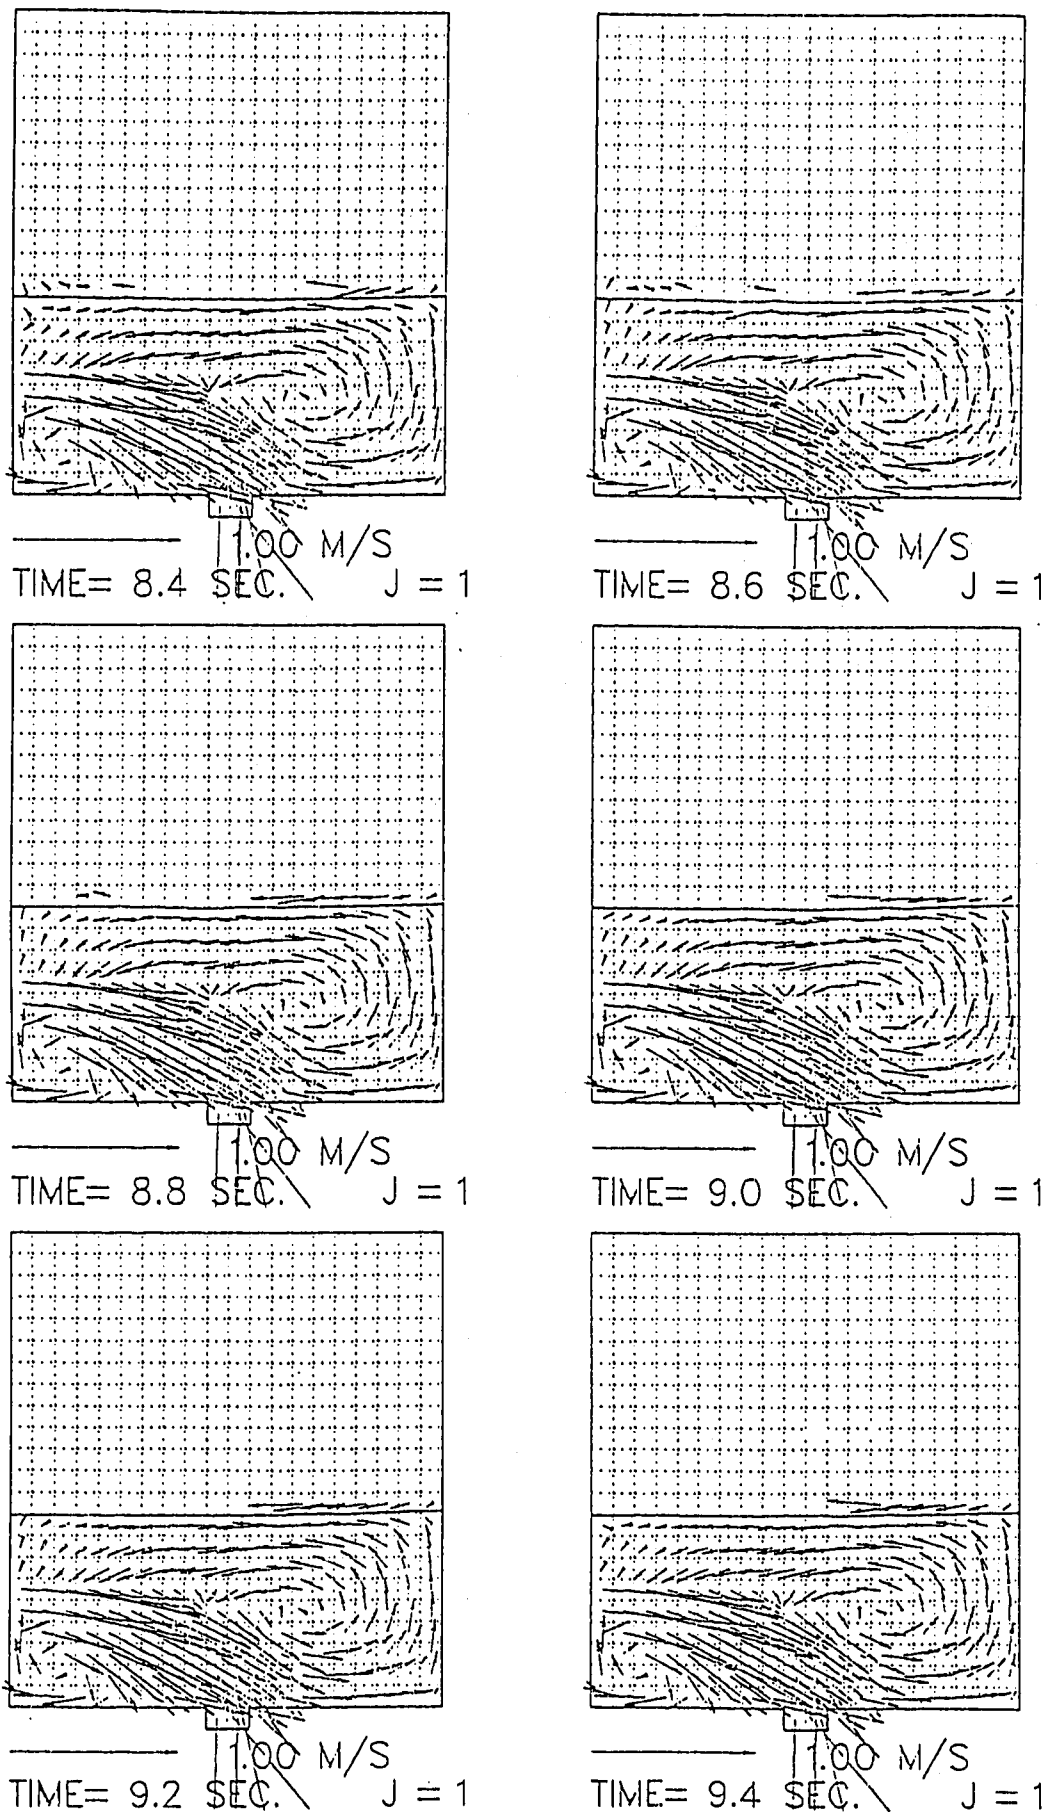 1.00 M/S
TIME= 8.4 SEC. J = 1
1.00 M/S
TIME= 8.6 SEC. J = 1
1.00 M/S
TIME= 8.8 SEC. J = 1
1.00 M/S
TIME= 9.0 SEC. J = 1
1.00 M/S
TIME= 9.2 SEC. J = 1
1.00 M/S
TIME= 9.4 SEC. J = 1